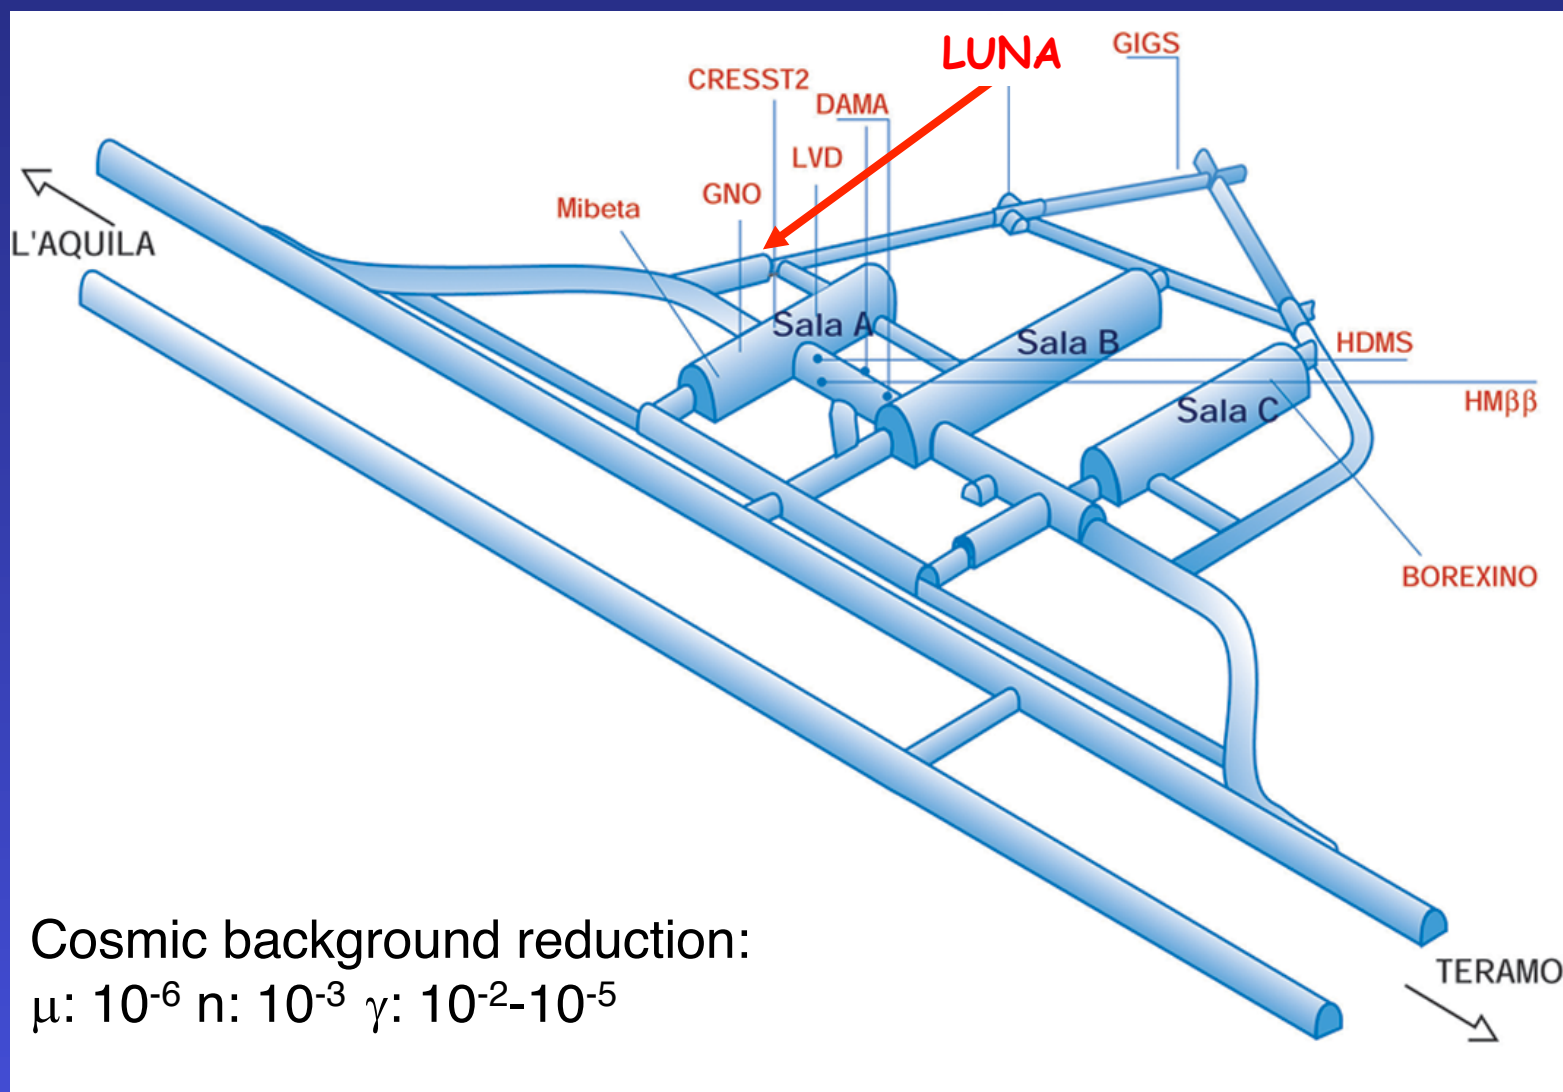 LUNA
GIGS
CRESST2
DAMA
LVD
GNO
Mibeta
L'AQUILA
Sala A
Sala B
HDMS
HMββ
Sala C
BOREXINO
Cosmic background reduction:
μ: 10⁻⁶ n: 10⁻³ γ: 10⁻²-10⁻⁵
TERAMO